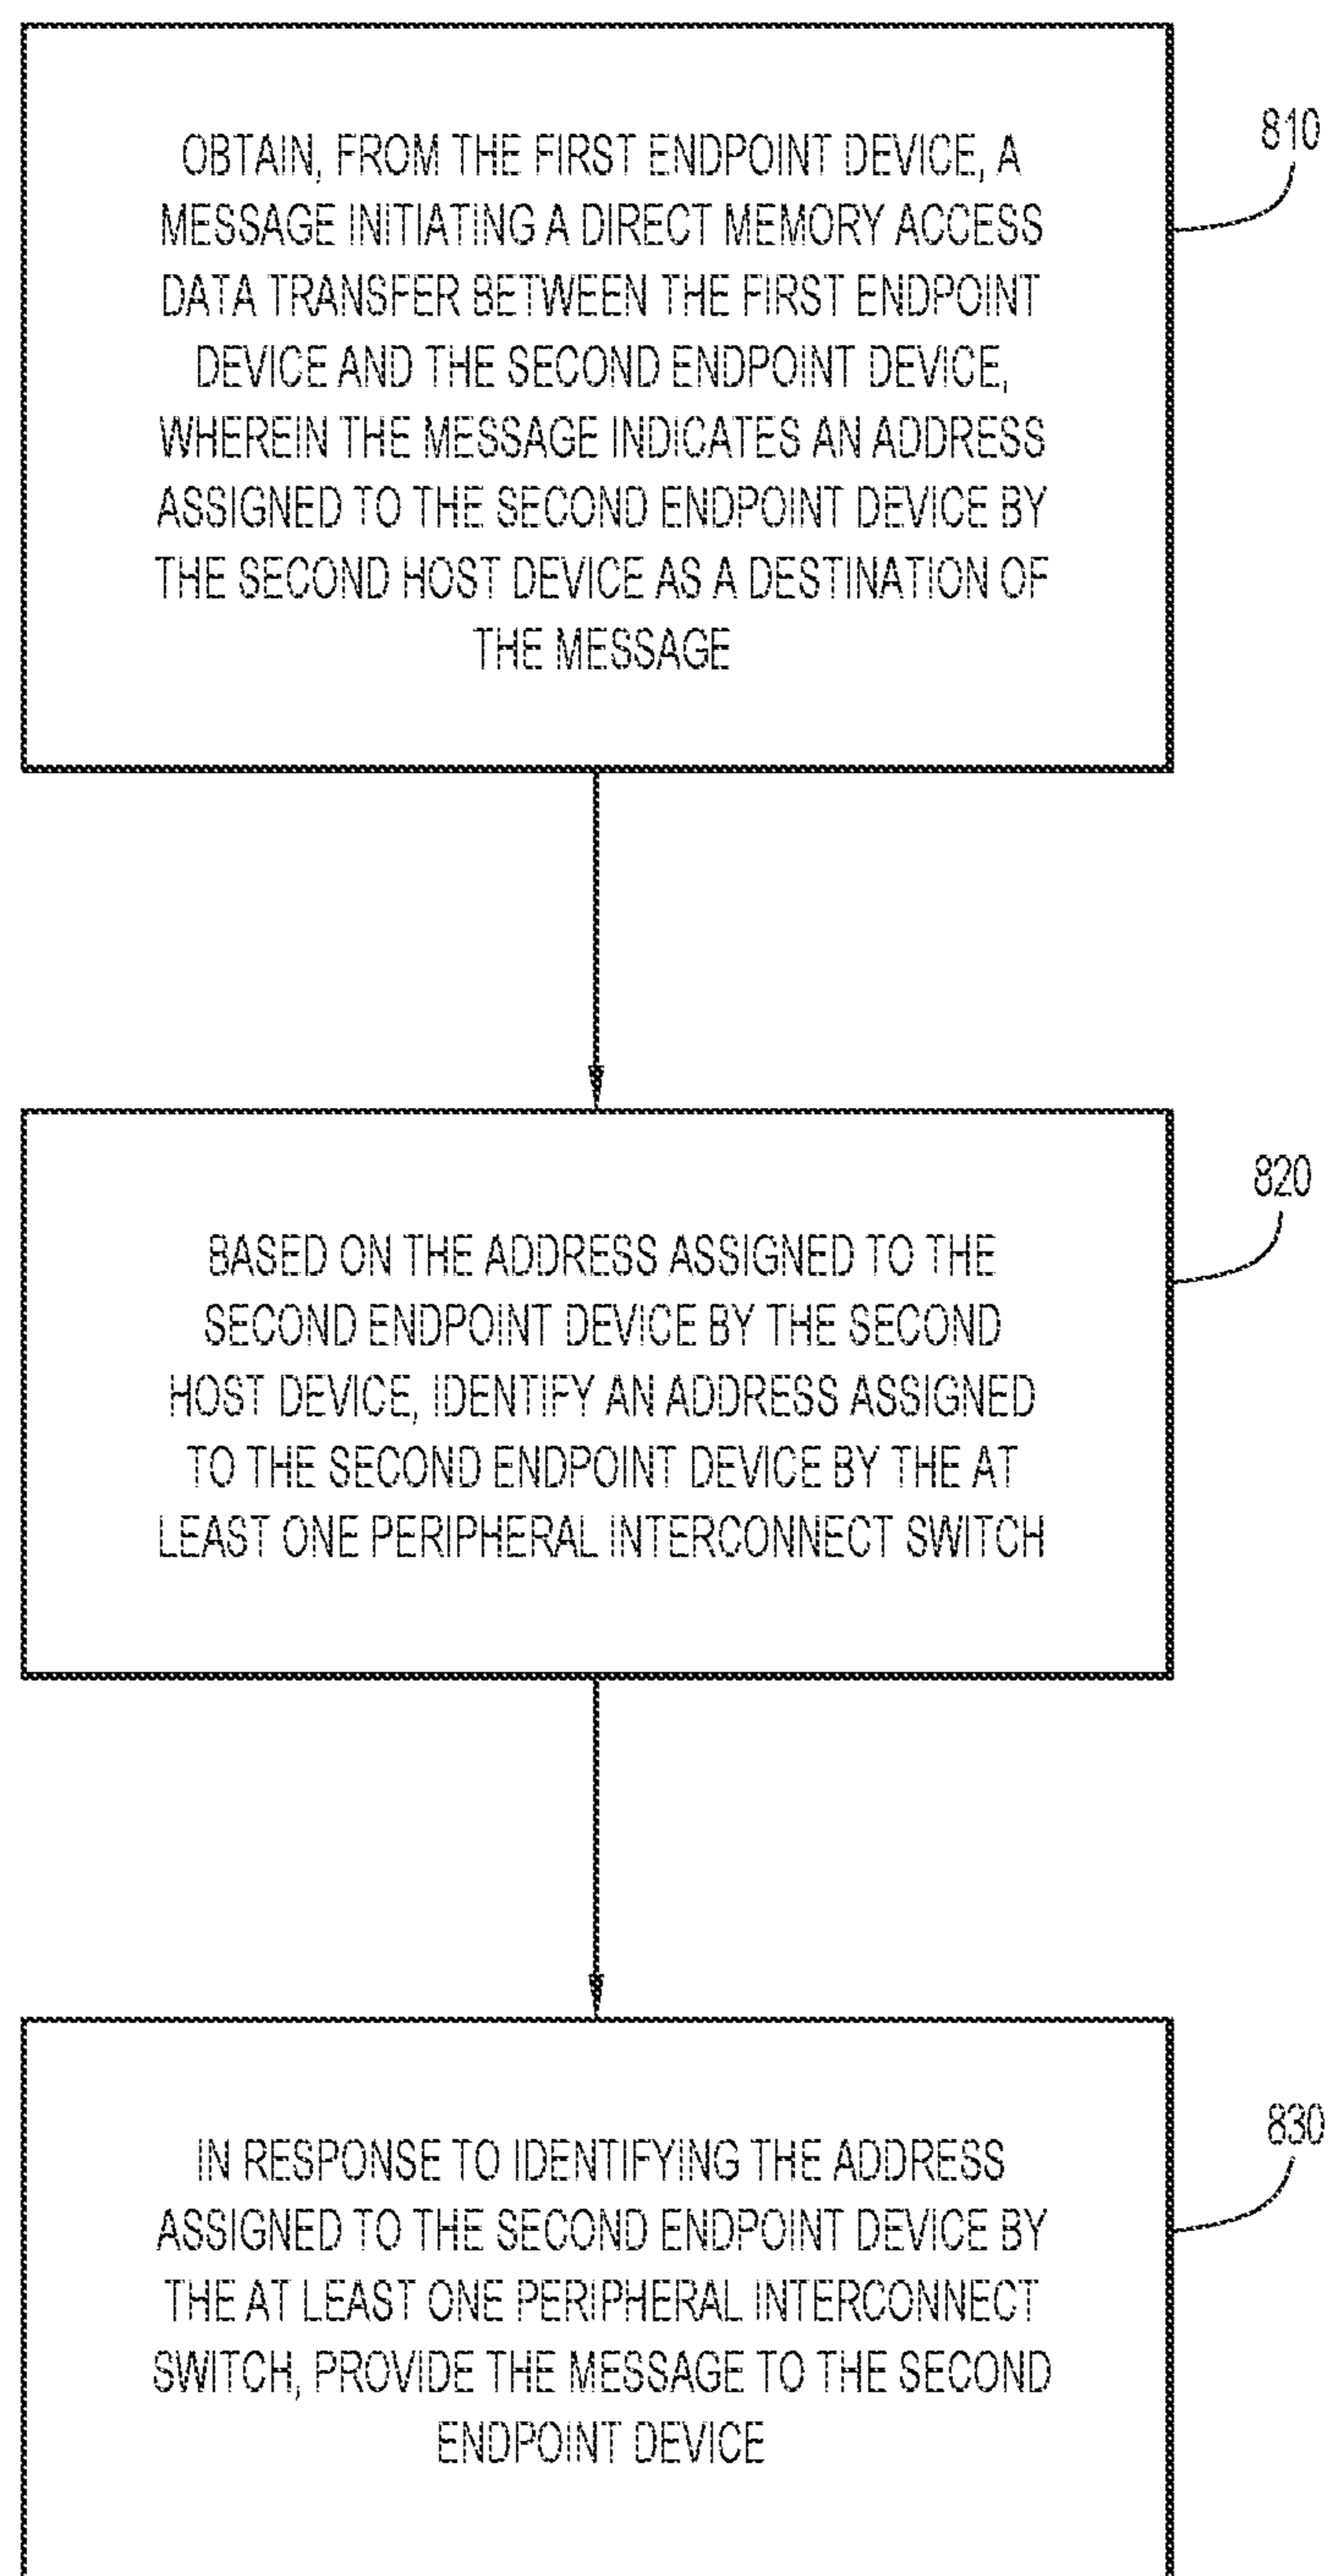 OBTAIN, FROM THE FIRST ENDPOINT DEVICE, A
MESSAGE INITIATING A DIRECT MEMORY ACCESS
DATA TRANSFER BETWEEN THE FIRST ENDPOINT
DEVICE AND THE SECOND ENDPOINT DEVICE,
WHEREIN THE MESSAGE INDICATES AN ADDRESS
ASSIGNED TO THE SECOND ENDPOINT DEVICE BY
THE SECOND HOST DEVICE AS A DESTINATION OF
THE MESSAGE
810
BASED ON THE ADDRESS ASSIGNED TO THE
SECOND ENDPOINT DEVICE BY THE SECOND
HOST DEVICE, IDENTIFY AN ADDRESS ASSIGNED
TO THE SECOND ENDPOINT DEVICE BY THE AT
LEAST ONE PERIPHERAL INTERCONNECT SWITCH
820
IN RESPONSE TO IDENTIFYING THE ADDRESS
ASSIGNED TO THE SECOND ENDPOINT DEVICE BY
THE AT LEAST ONE PERIPHERAL INTERCONNECT
SWITCH, PROVIDE THE MESSAGE TO THE SECOND
ENDPOINT DEVICE
830